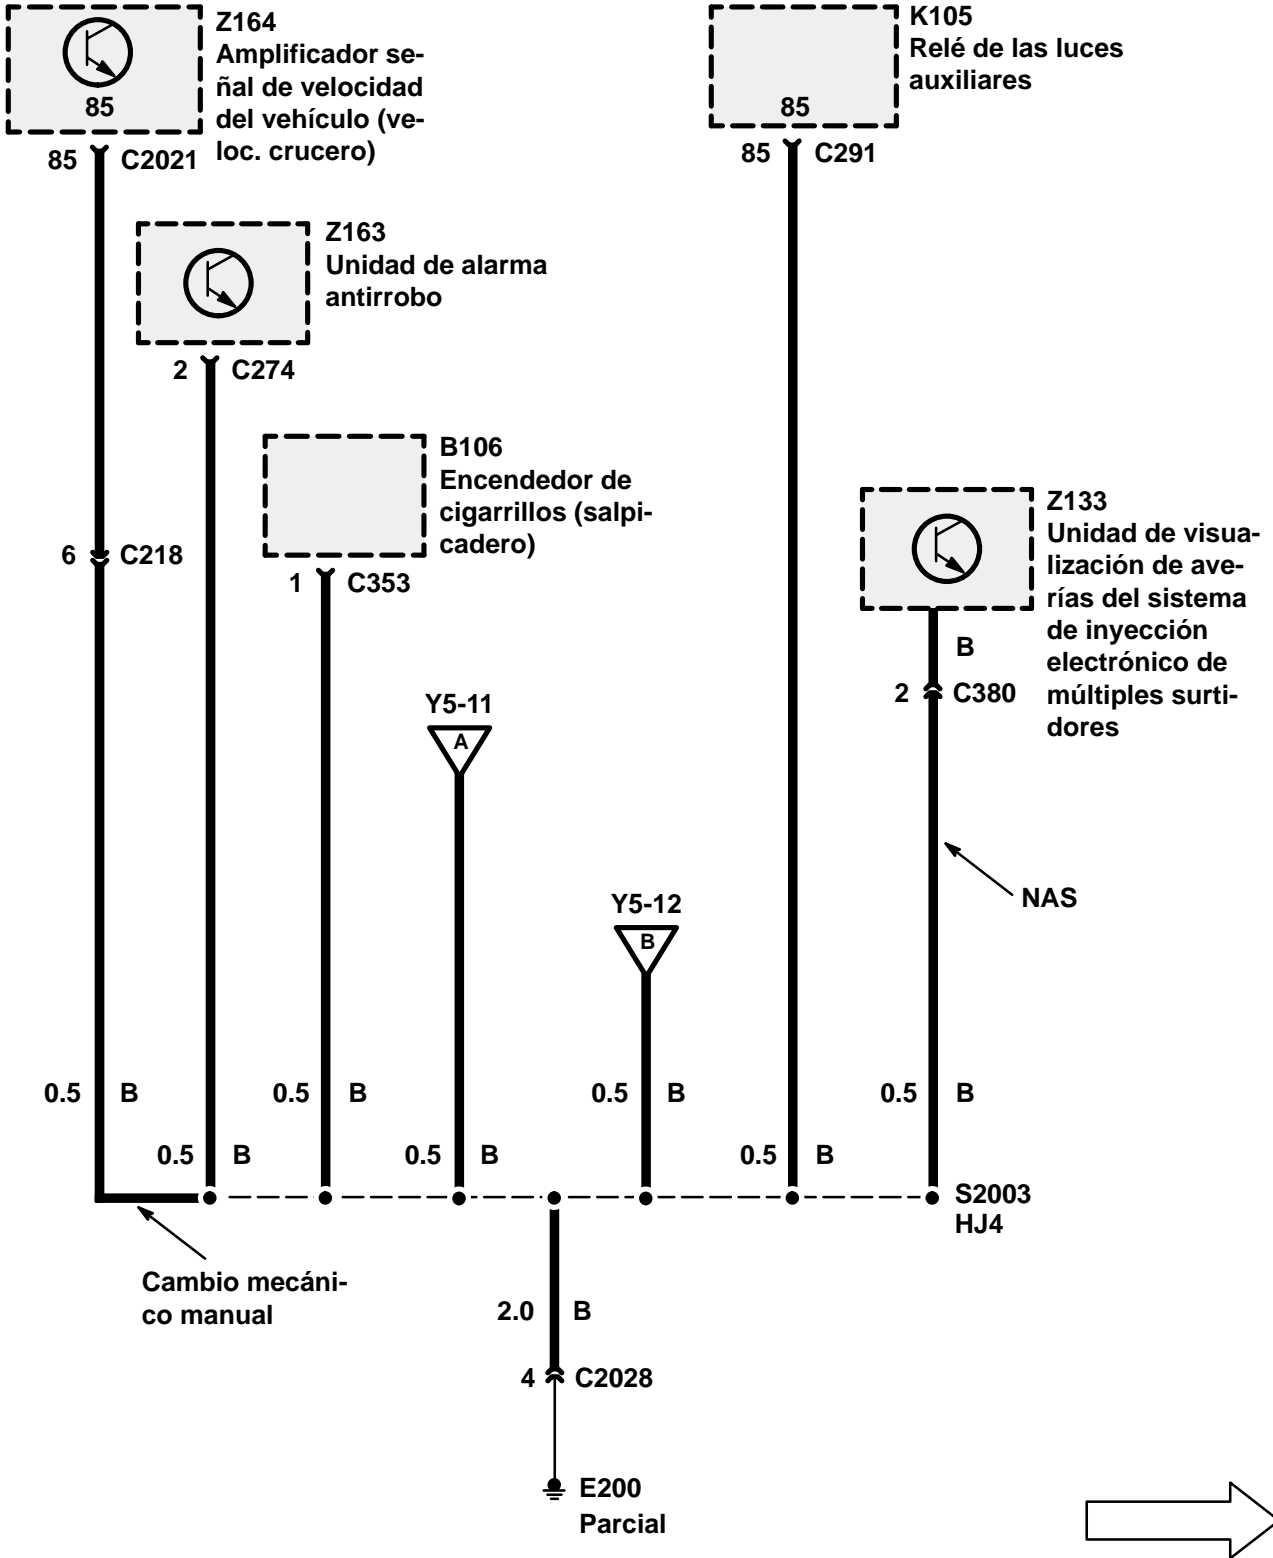 Z164
Amplificador se-
ñal de velocidad
del vehículo (ve-
loc. crucero)
85
85 C2021
K105
Relé de las luces
auxiliares
85
85 C291
Z163
Unidad de alarma
antirrobo
2 C274
B106
Encendedor de
cigarrillos (salpi-
cadero)
1 C353
6 C218
Z133
Unidad de visua-
lización de ave-
rías del sistema
de inyección
electrónico de
múltiples surti-
dores
B
2 C380
Y5-11
A
NAS
Y5-12
B
0.5 B
0.5 B
0.5 B
0.5 B
0.5 B
0.5 B
0.5 B
S2003
HJ4
Cambio mecáni-
co manual
2.0 B
4 C2028
E200
Parcial